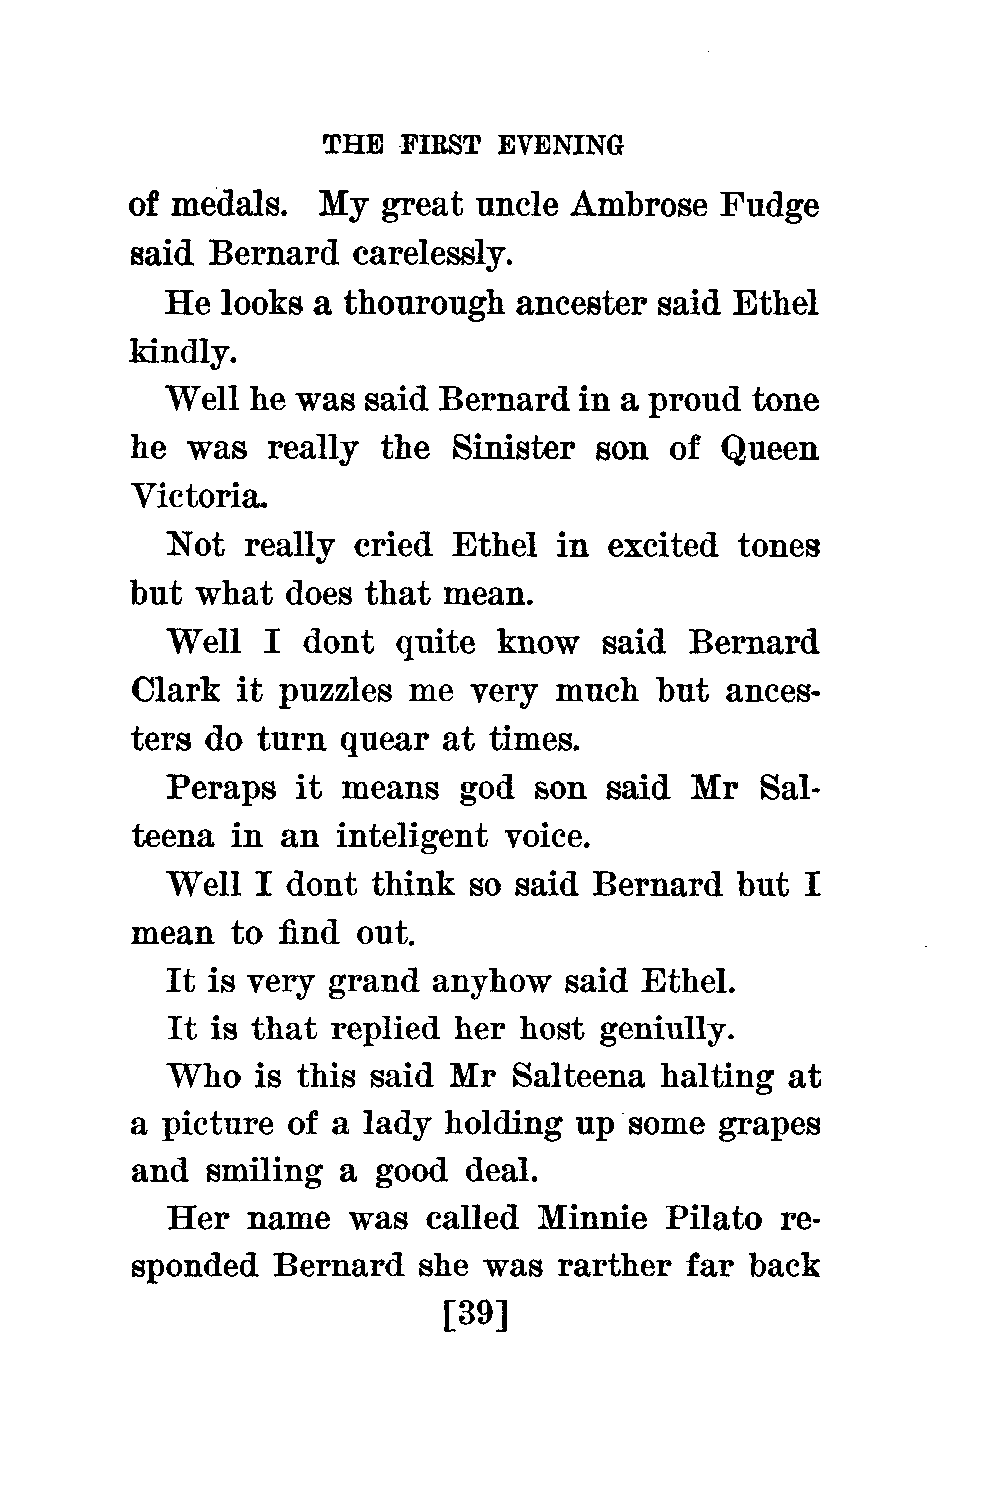 THE FIRST EVENING
of medals. My great uncle Ambrose Fudge
said Bernard carelessly.
He looks a thourough ancester said Ethel
kindly.
Well he was said Bernard in a proud tone
he was really the Sinister son of Queen
Victoria.
Not really cried Ethel in excited tones
but what does that mean.
Well I dont quite know said Bernard
Clark it puzzles me very much but ances-
ters do turn quear at times.
Peraps it means god son said Mr Sal-
teena in an inteligent voice.
Well I dont think so said Bernard but I
mean to find out.
It is very grand anyhow said Ethel.
It is that replied her host geniully.
Who is this said Mr Salteena halting at
a picture of a lady holding up some grapes
and smiling a good deal.
Her name was called Minnie Pilato re-
sponded Bernard she was rarther far back
[39]